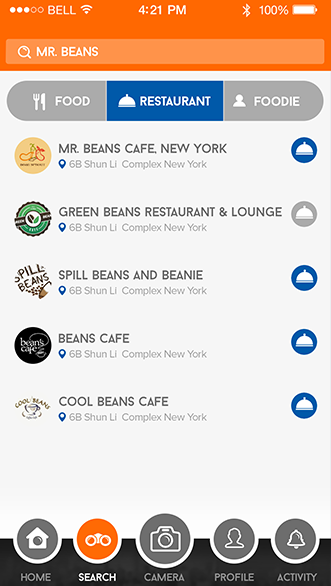 BELL 4:21 PM 100%
MR. BEANS
FOOD RESTAURANT FOODIE
MR. BEANS CAFE, NEW YORK
6B Shun Li Complex New York
GREEN BEANS RESTAURANT & LOUNGE
6B Shun Li Complex New York
SPILL BEANS
SPILL BEANS AND BEANIE
6B Shun Li Complex New York
bean's cafe
BEANS CAFE
6B Shun Li Complex New York
COOL BEANS
COOL BEANS CAFE
6B Shun Li Complex New York
HOME SEARCH CAMERA PROFILE ACTIVITY